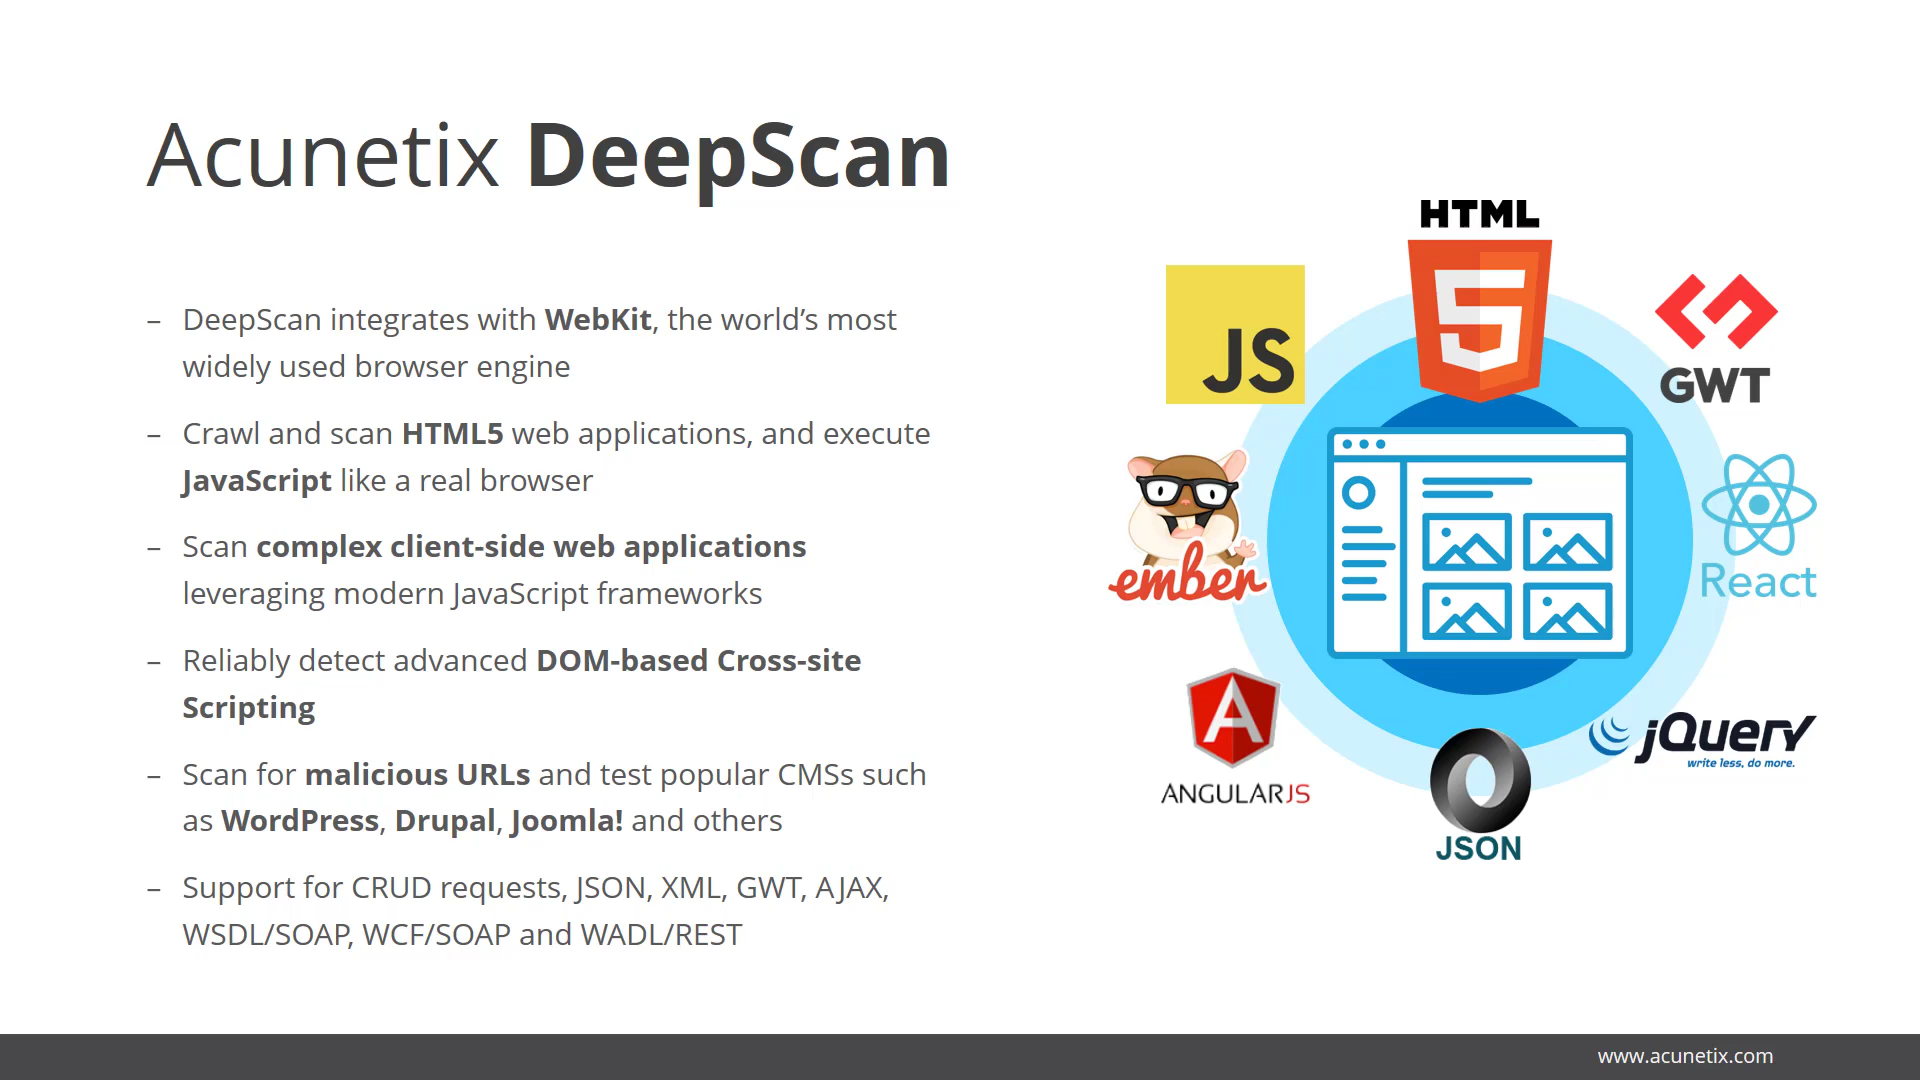 Acunetix DeepScan
– DeepScan integrates with WebKit, the world’s most
widely used browser engine
– Crawl and scan HTML5 web applications, and execute
JavaScript like a real browser
– Scan complex client-side web applications
leveraging modern JavaScript frameworks
– Reliably detect advanced DOM-based Cross-site
Scripting
– Scan for malicious URLs and test popular CMSs such
as WordPress, Drupal, Joomla! and others
– Support for CRUD requests, JSON, XML, GWT, AJAX,
WSDL/SOAP, WCF/SOAP and WADL/REST
HTML
5
JS
GWT
ember
React
A
ANGULARJS
jQuery
write less, do more.
JSON
www.acunetix.com